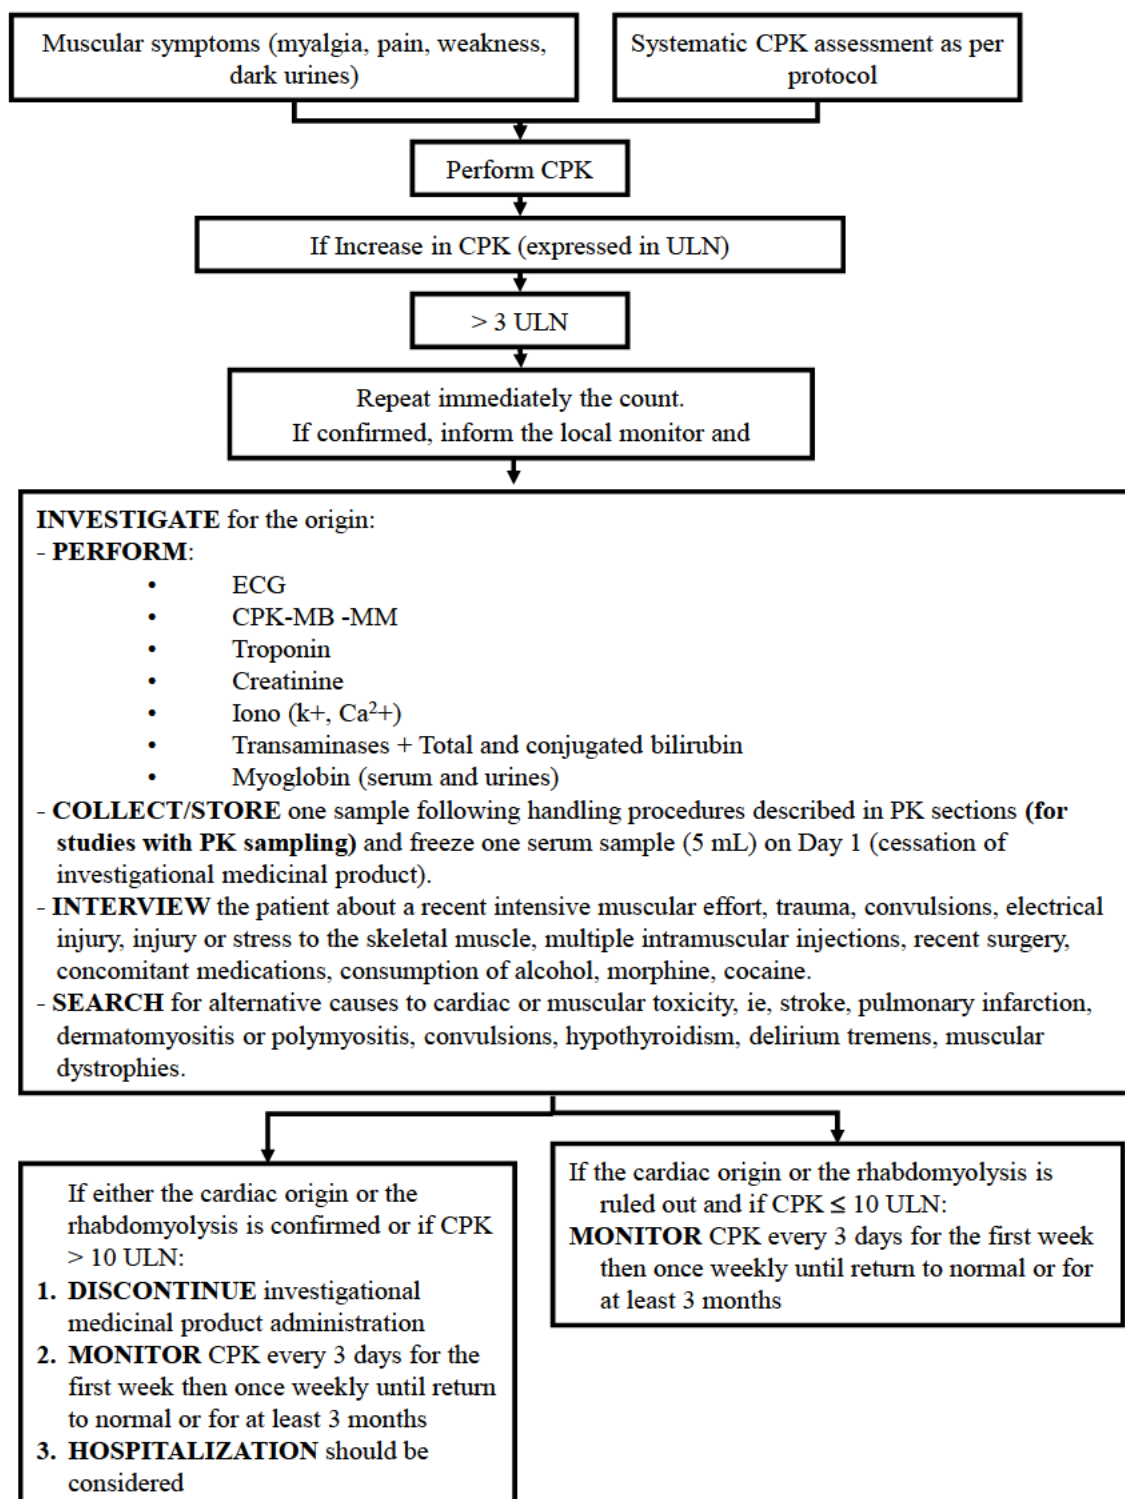 Muscular symptoms (myalgia, pain, weakness,
dark urines)
Systematic CPK assessment as per
protocol
Perform CPK
If Increase in CPK (expressed in ULN)
> 3 ULN
Repeat immediately the count.
If confirmed, inform the local monitor and
INVESTIGATE for the origin:
- PERFORM:
• ECG
• CPK-MB -MM
• Troponin
• Creatinine
• Iono (k+, Ca²+)
• Transaminases + Total and conjugated bilirubin
• Myoglobin (serum and urines)
- COLLECT/STORE one sample following handling procedures described in PK sections (for
studies with PK sampling) and freeze one serum sample (5 mL) on Day 1 (cessation of
investigational medicinal product).
- INTERVIEW the patient about a recent intensive muscular effort, trauma, convulsions, electrical
injury, injury or stress to the skeletal muscle, multiple intramuscular injections, recent surgery,
concomitant medications, consumption of alcohol, morphine, cocaine.
- SEARCH for alternative causes to cardiac or muscular toxicity, ie, stroke, pulmonary infarction,
dermatomyositis or polymyositis, convulsions, hypothyroidism, delirium tremens, muscular
dystrophies.
If either the cardiac origin or the
rhabdomyolysis is confirmed or if CPK
> 10 ULN:
1. DISCONTINUE investigational
medicinal product administration
2. MONITOR CPK every 3 days for the
first week then once weekly until return
to normal or for at least 3 months
3. HOSPITALIZATION should be
considered
If the cardiac origin or the rhabdomyolysis is
ruled out and if CPK ≤ 10 ULN:
MONITOR CPK every 3 days for the first week
then once weekly until return to normal or for
at least 3 months